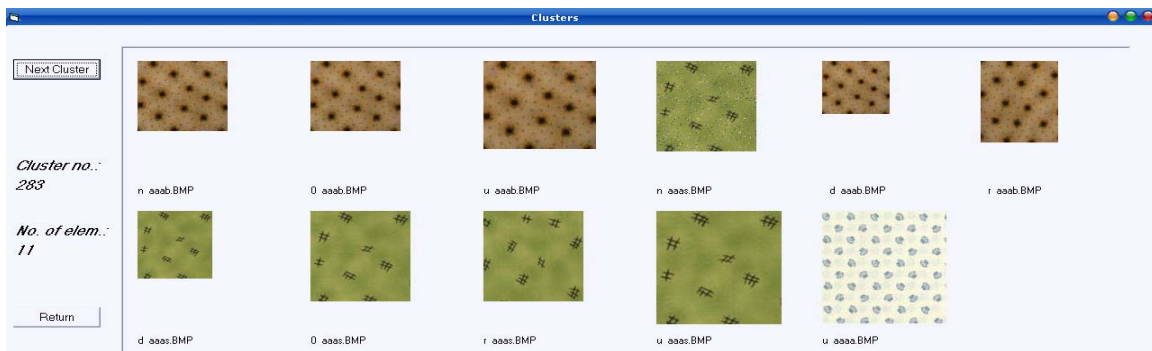 Clusters
Next Cluster
Cluster no.:
283
No. of elem.:
11
Return
n aaab.BMP
0 aaab.BMP
u aaab.BMP
n aaas.BMP
d aaab.BMP
r aaab.BMP
d aaas.BMP
0 aaas.BMP
r aaas.BMP
u aaas.BMP
u aaaa.BMP